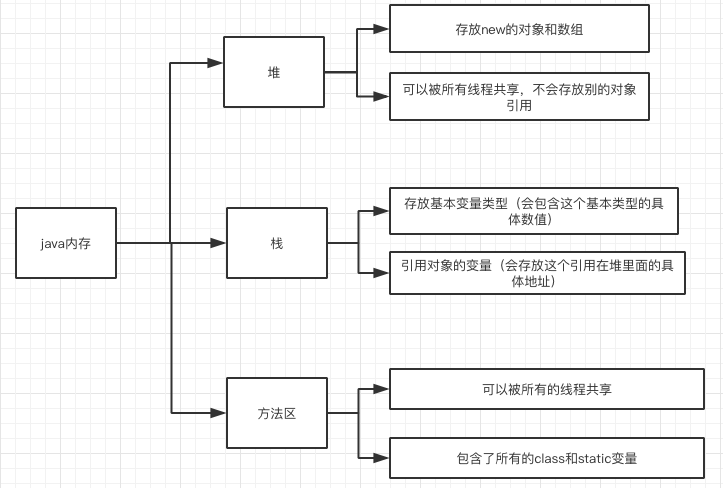 java内存
堆
存放new的对象和数组
可以被所有线程共享，不会存放别的对象
引用
栈
存放基本变量类型（会包含这个基本类型的具
体数值）
引用对象的变量（会存放这个引用在堆里面的具
体地址）
方法区
可以被所有的线程共享
包含了所有的class和static变量